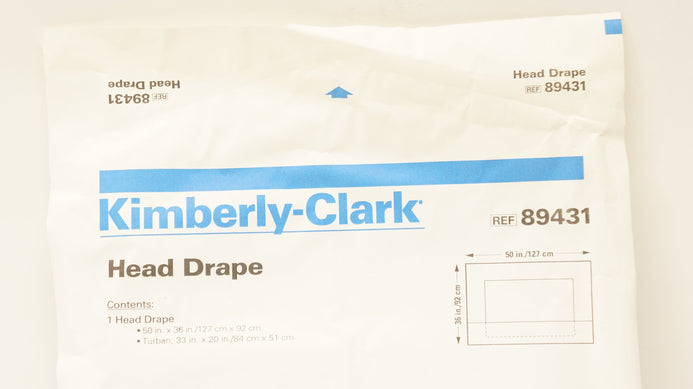 Head Drape
REF 89431
Head Drape
REF 89431
Kimberly-Clark*
REF 89431
Head Drape
50 in./127 cm
36 in./92 cm
Contents:
1 Head Drape
• 50 in. x 36 in./127 cm x 92 cm
• Turban, 33 in. x 20 in./84 cm x 51 cm